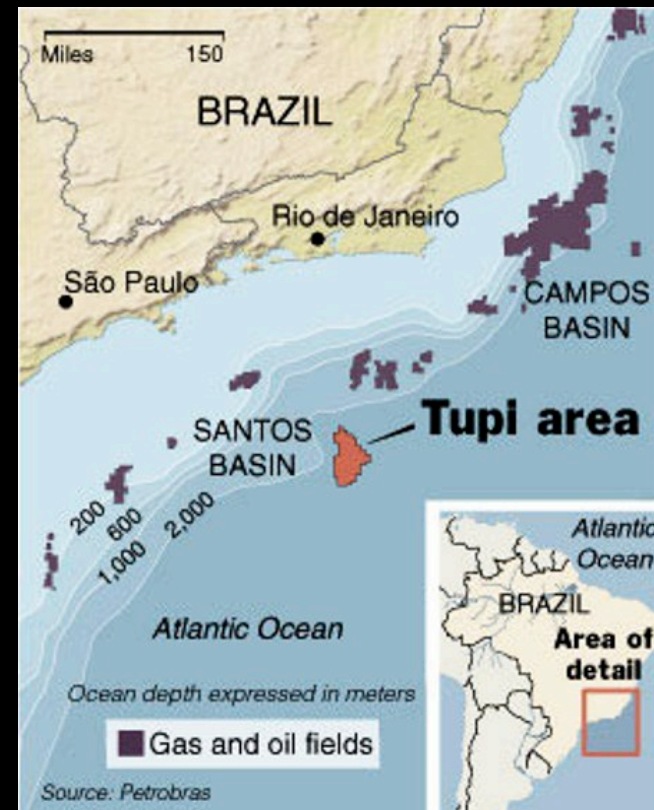 Miles 150
BRAZIL
Rio de Janeiro
São Paulo
CAMPOS
BASIN
Tupi area
SANTOS
BASIN
200
800
1,000
2,000
Atlantic
Ocean
BRAZIL
Area of
detail
Atlantic Ocean
Ocean depth expressed in meters
Gas and oil fields
Source: Petrobras